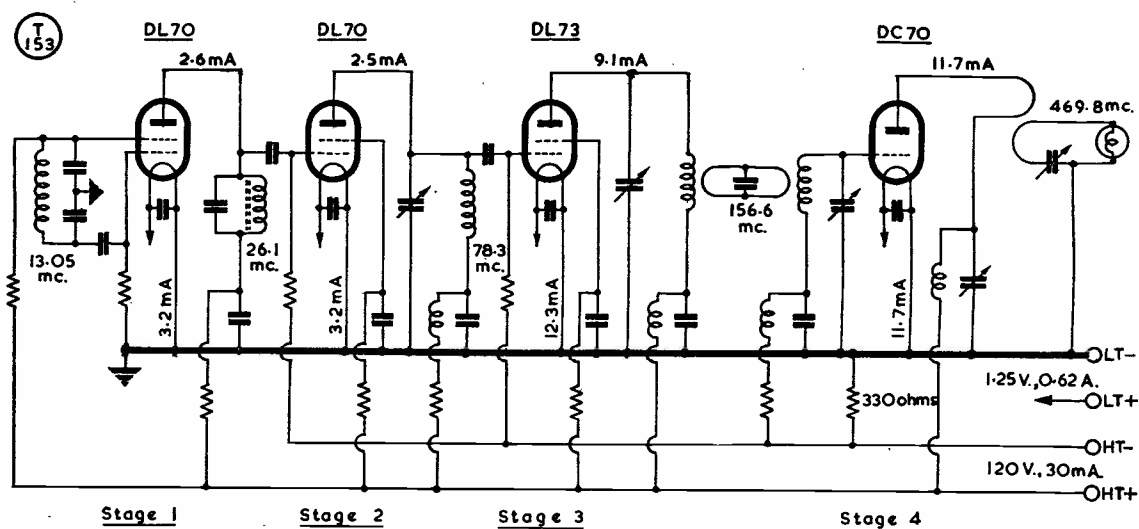 T
153
DL70
DL70
DL73
DC70
2.6mA
2.5mA
9.1mA
11.7mA
469.8mc.
13.05
mc.
26.1
mc.
78.3
mc.
156.6
mc.
3.2mA
3.2mA
12.3mA
11.7mA
330ohms
LT-
1.25V.,0.62A.
LT+
HT-
120V.,30mA.
HT+
Stage 1
Stage 2
Stage 3
Stage 4